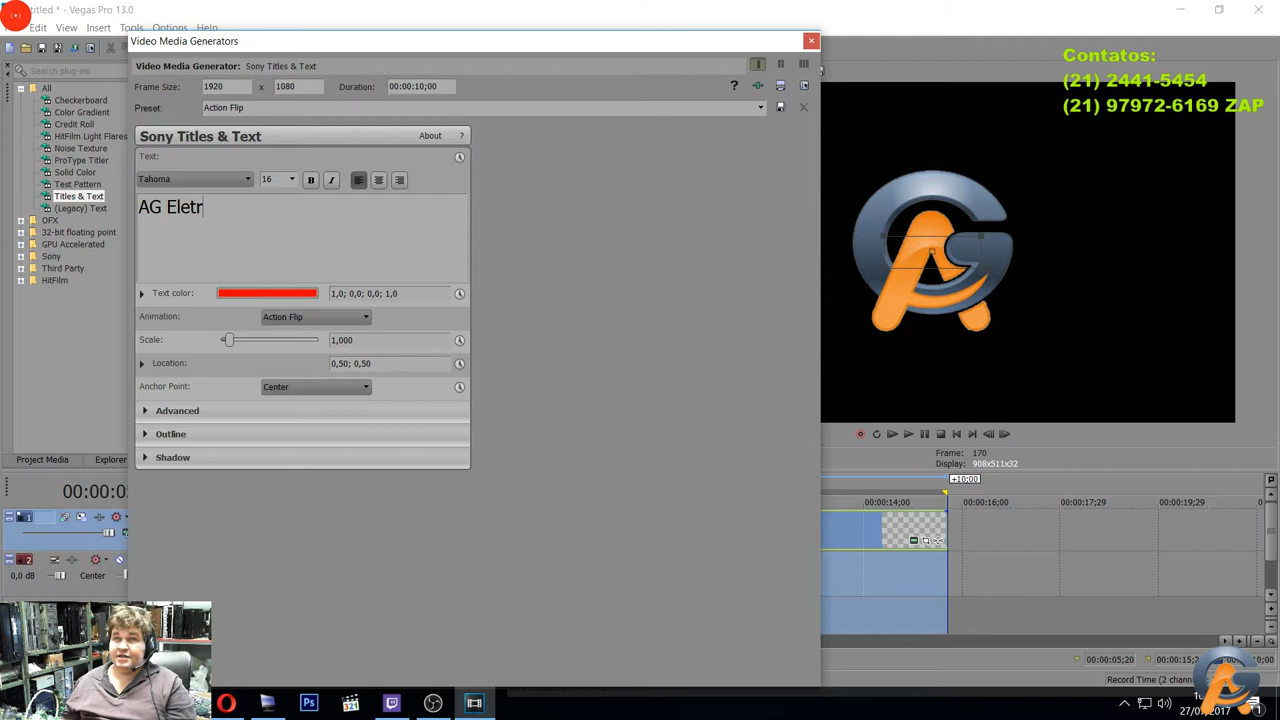 Untitled * - Vegas Pro 13.0
Edit View Insert Tools Options Help
Search plug-ins
All
Checkerboard
Color Gradient
Credit Roll
HitFilm Light Flares
Noise Texture
ProType Titler
Solid Color
Test Pattern
Titles & Text
(Legacy) Text
OFX
32-bit floating point
GPU Accelerated
Sony
Third Party
HitFilm
Project Media Explorer
Video Media Generators
Video Media Generator: Sony Titles & Text
Frame Size: 1920 x 1080 Duration: 00:00:10;00
Preset: Action Flip
Sony Titles & Text About ?
Text:
Tahoma 16 B I
AG Eletr
Text color: 1,0; 0,0; 0,0; 1,0
Animation: Action Flip
Scale: 1,000
Location: 0,50; 0,50
Anchor Point: Center
Advanced
Outline
Shadow
Contatos:
(21) 2441-5454
(21) 97972-6169 ZAP
Frame: 170
Display: 908x511x32
+10;00
00:00:14;00 00:00:16;00 00:00:17;29 00:00:19;29
0,0 dB Center
00:00:05;20
Record Time (2 channel